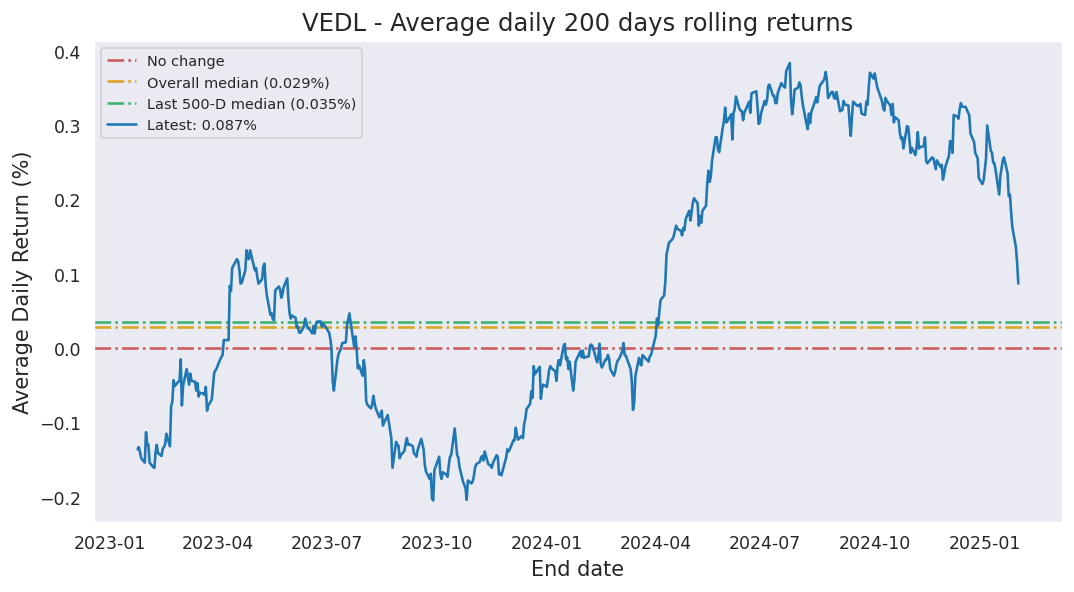 VEDL - Average daily 200 days rolling returns
No change
Overall median (0.029%)
Last 500-D median (0.035%)
Latest: 0.087%
Average Daily Return (%)
0.4
0.3
0.2
0.1
0.0
−0.1
−0.2
2023-01 2023-04 2023-07 2023-10 2024-01 2024-04 2024-07 2024-10 2025-01
End date